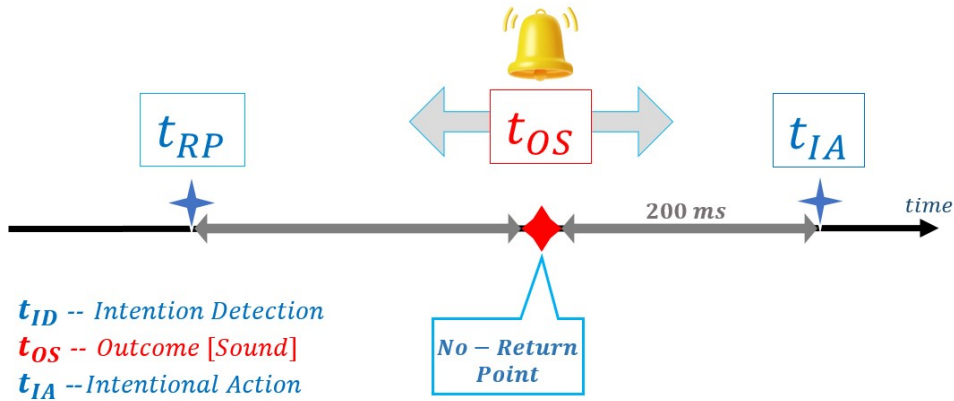 t_RP
t_OS
t_IA
200 ms
time
No – Return
Point
t_ID -- Intention Detection
t_OS -- Outcome [Sound]
t_IA -- Intentional Action